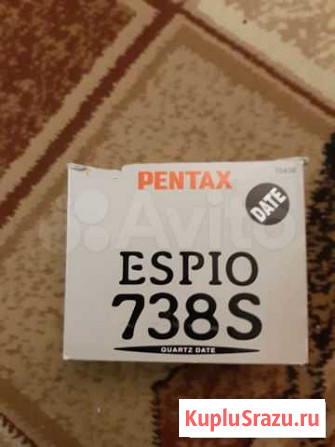 PENTAX
DATE
Avito
ESPIO
738S
QUARTZ DATE
KupluSrazu.ru